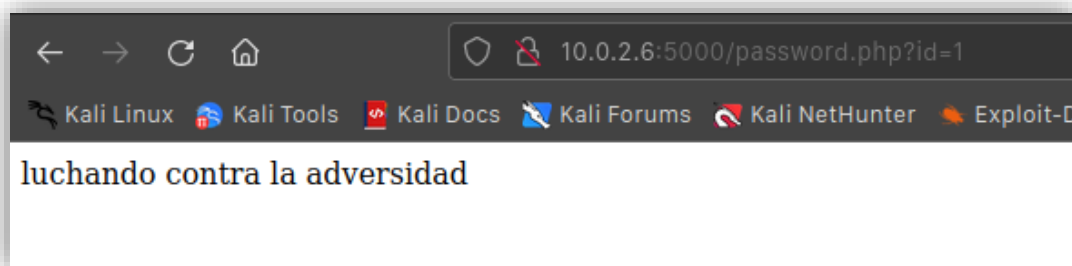 10.0.2.6:5000/password.php?id=1
Kali Linux Kali Tools Kali Docs Kali Forums Kali NetHunter Exploit-D
luchando contra la adversidad